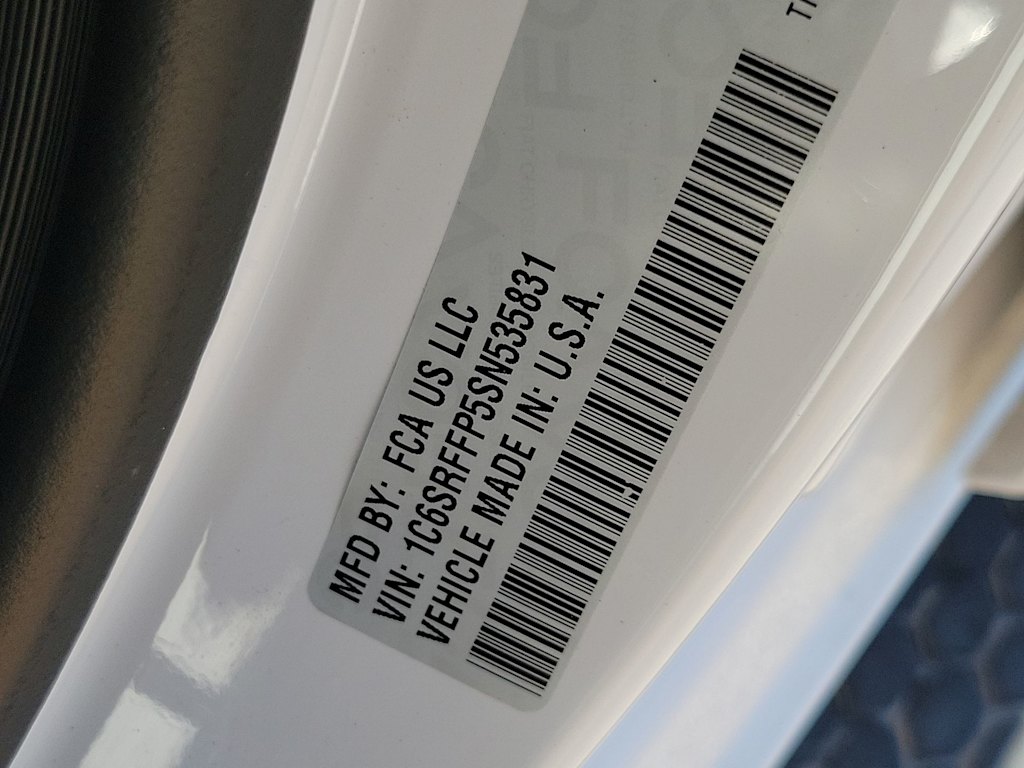 MFD BY: FCA US LLC
VIN: 1C6SRFFP5SN535831
VEHICLE MADE IN: U.S.A.